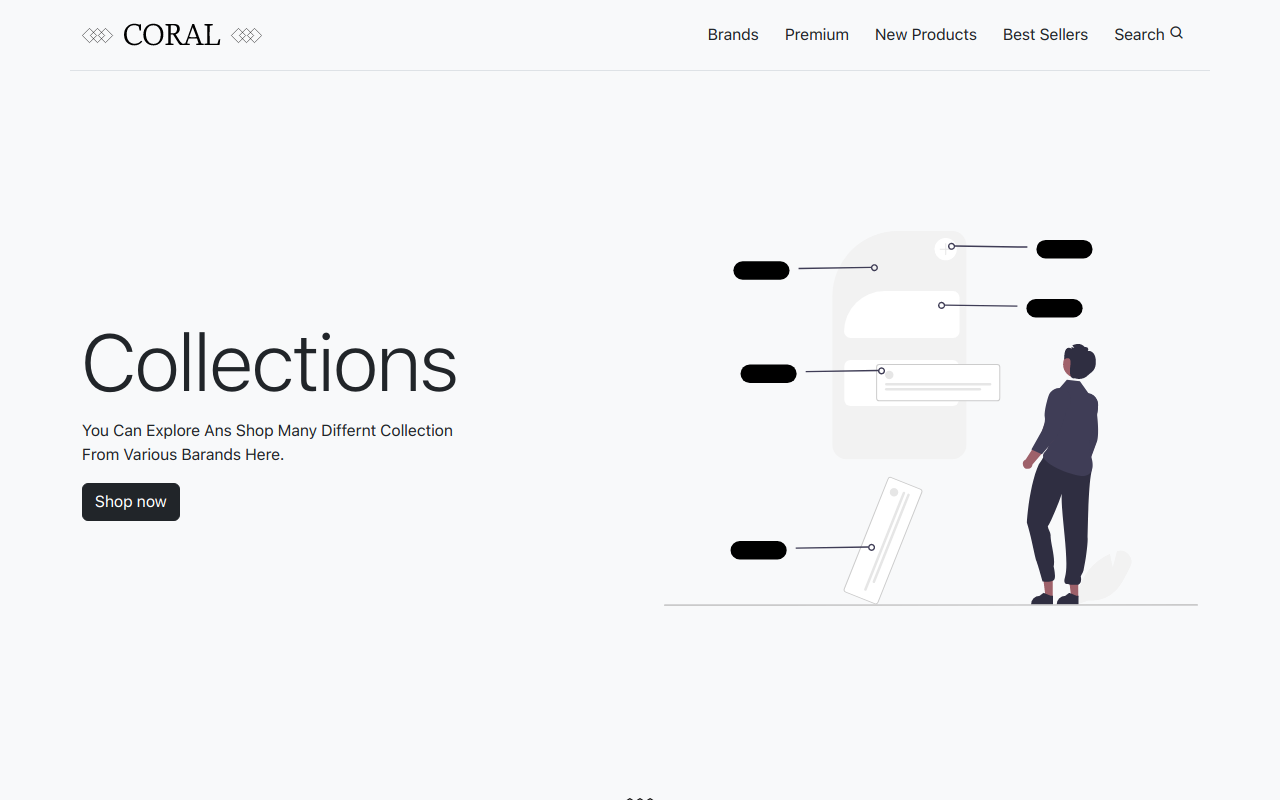 CORAL
Brands
Premium
New Products
Best Sellers
Search
Collections
You Can Explore Ans Shop Many Differnt Collection
From Various Barands Here.
Shop now